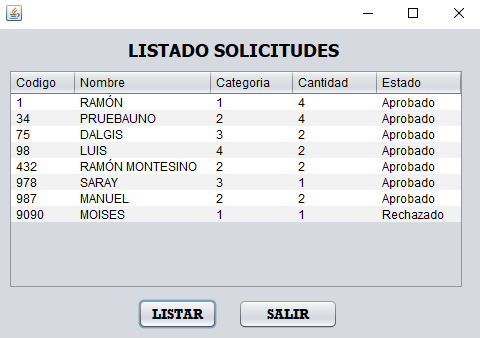 LISTADO SOLICITUDES
Codigo Nombre Categoria Cantidad Estado
1 RAMÓN 1 4 Aprobado
34 PRUEBAUNO 2 4 Aprobado
75 DALGIS 3 2 Aprobado
98 LUIS 4 2 Aprobado
432 RAMÓN MONTESINO 2 2 Aprobado
978 SARAY 3 1 Aprobado
987 MANUEL 2 2 Aprobado
9090 MOISES 1 1 Rechazado
LISTAR SALIR